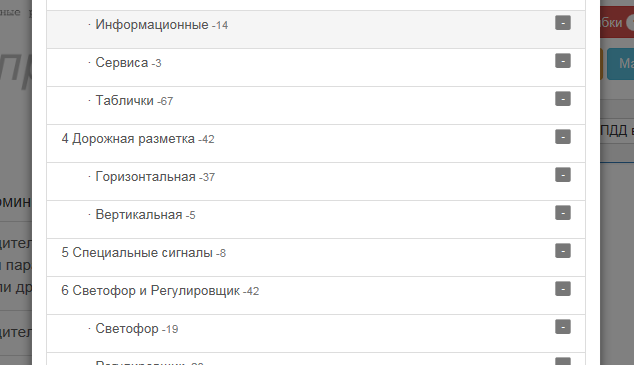 · Информационные -14
-
· Сервиса -3
-
· Таблички -67
-
4 Дорожная разметка -42
-
· Горизонтальная -37
-
· Вертикальная -5
-
5 Специальные сигналы -8
-
6 Светофор и Регулировщик -42
-
· Светофор -19
-
ПДД в